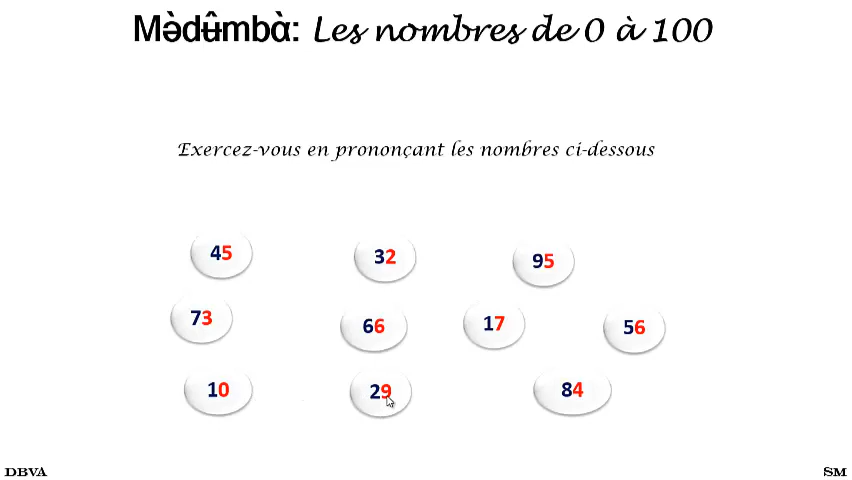 Mə̀dʉ̂mbɑ̀: Les nombres de 0 à 100
Exercez-vous en prononçant les nombres ci-dessous
45 32 95
73 66 17 56
10 29 84
DBVA SM